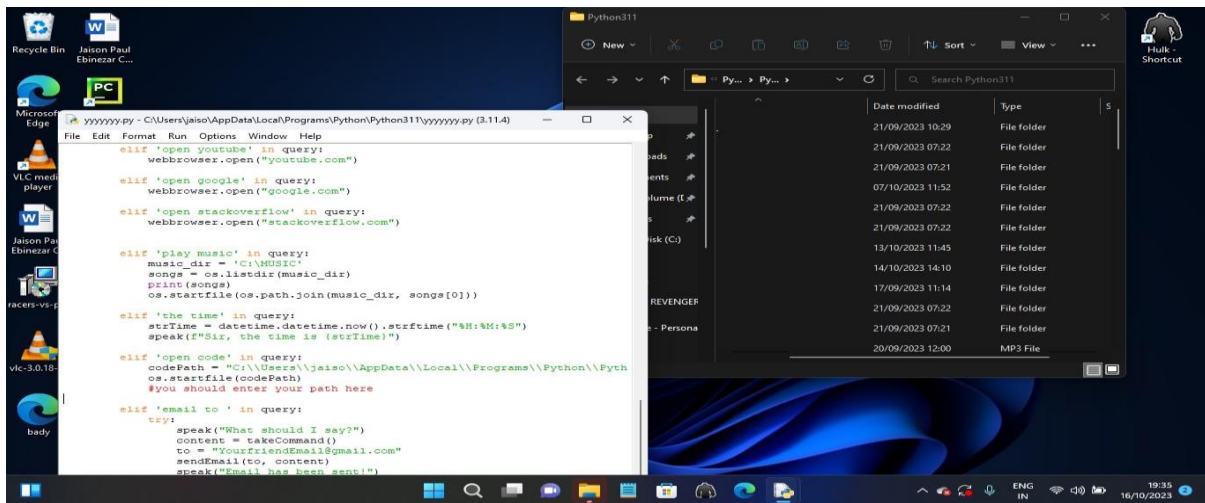 Recycle Bin
Jaison Paul
Ebinezar C...
Microsof
Edge
PC
VLC medi
player
Jaison Pau
Ebinezar C
racers-vs-p
vlc-3.0.18-
bady
Hulk -
Shortcut
Python311
New
Sort
View
Py... > Py... >
Search Python311
Date modified Type S
21/09/2023 10:29 File folder
21/09/2023 07:22 File folder
21/09/2023 07:21 File folder
07/10/2023 11:52 File folder
21/09/2023 07:22 File folder
21/09/2023 07:22 File folder
13/10/2023 11:45 File folder
14/10/2023 14:10 File folder
17/09/2023 11:14 File folder
21/09/2023 07:22 File folder
21/09/2023 07:21 File folder
20/09/2023 12:00 MP3 File
p
oads
ents
olume (E
s
isk (C:)
REVENGER
e - Persona
yyyyyyy.py - C:\Users\jaiso\AppData\Local\Programs\Python\Python311\yyyyyyy.py (3.11.4)
File Edit Format Run Options Window Help
elif 'open youtube' in query:
webbrowser.open("youtube.com")
elif 'open google' in query:
webbrowser.open("google.com")
elif 'open stackoverflow' in query:
webbrowser.open("stackoverflow.com")
elif 'play music' in query:
music_dir = 'C:\MUSIC'
songs = os.listdir(music_dir)
print(songs)
os.startfile(os.path.join(music_dir, songs[0]))
elif 'the time' in query:
strTime = datetime.datetime.now().strftime("%H:%M:%S")
speak(f"Sir, the time is {strTime}")
elif 'open code' in query:
codePath = "C:\\Users\\jaiso\\AppData\\Local\\Programs\\Python\\Pyth
os.startfile(codePath)
#you should enter your path here
elif 'email to ' in query:
try:
speak("What should I say?")
content = takeCommand()
to = "YourfriendEmail@gmail.com"
sendEmail(to, content)
speak("Email has been sent!")
ENG
IN
19:35
16/10/2023
2